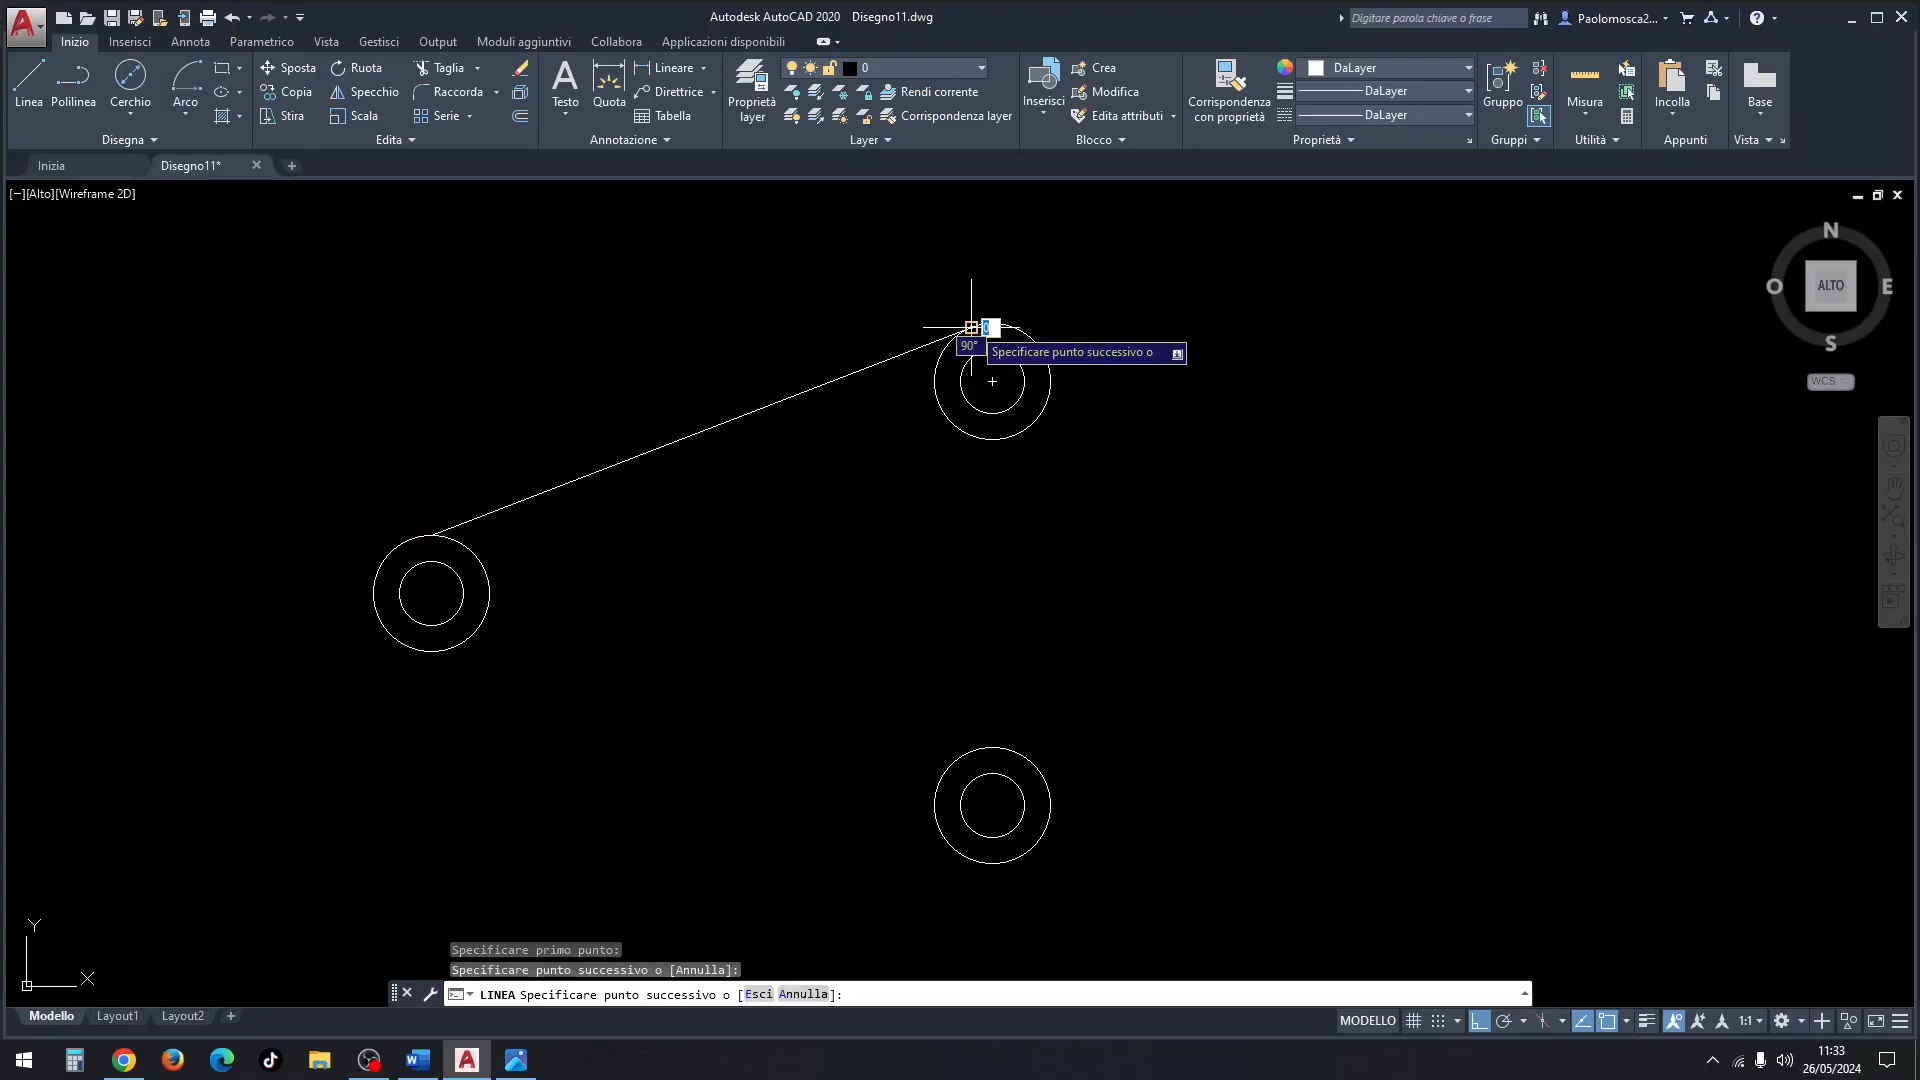 Autodesk AutoCAD 2020 Disegno11.dwg
Digitare parola chiave o frase
Paolomosca2...
Inizio Inserisci Annota Parametrico Vista Gestisci Output Moduli aggiuntivi Collabora Applicazioni disponibili
Linea
Polilinea
Cerchio
Arco
Sposta
Ruota
Taglia
Copia
Specchio
Raccorda
Stira
Scala
Serie
Testo
Quota
Lineare
Direttrice
Tabella
Proprietà
layer
0
Rendi corrente
Corrispondenza layer
Inserisci
Crea
Modifica
Edita attributi
Corrispondenza
con proprietà
DaLayer
DaLayer
DaLayer
Gruppo
Misura
Incolla
Base
Disegna Edita Annotazione Layer Blocco Proprietà Gruppi Utilità Appunti Vista
Inizia Disegno11*
[−][Alto][Wireframe 2D]
N
O ALTO E
S
WCS
0
90°
Specificare punto successivo o
Y
X
Specificare primo punto:
Specificare punto successivo o [Annulla]:
LINEA Specificare punto successivo o [Esci Annulla]:
Modello Layout1 Layout2 +
MODELLO
1:1
11:33
26/05/2024